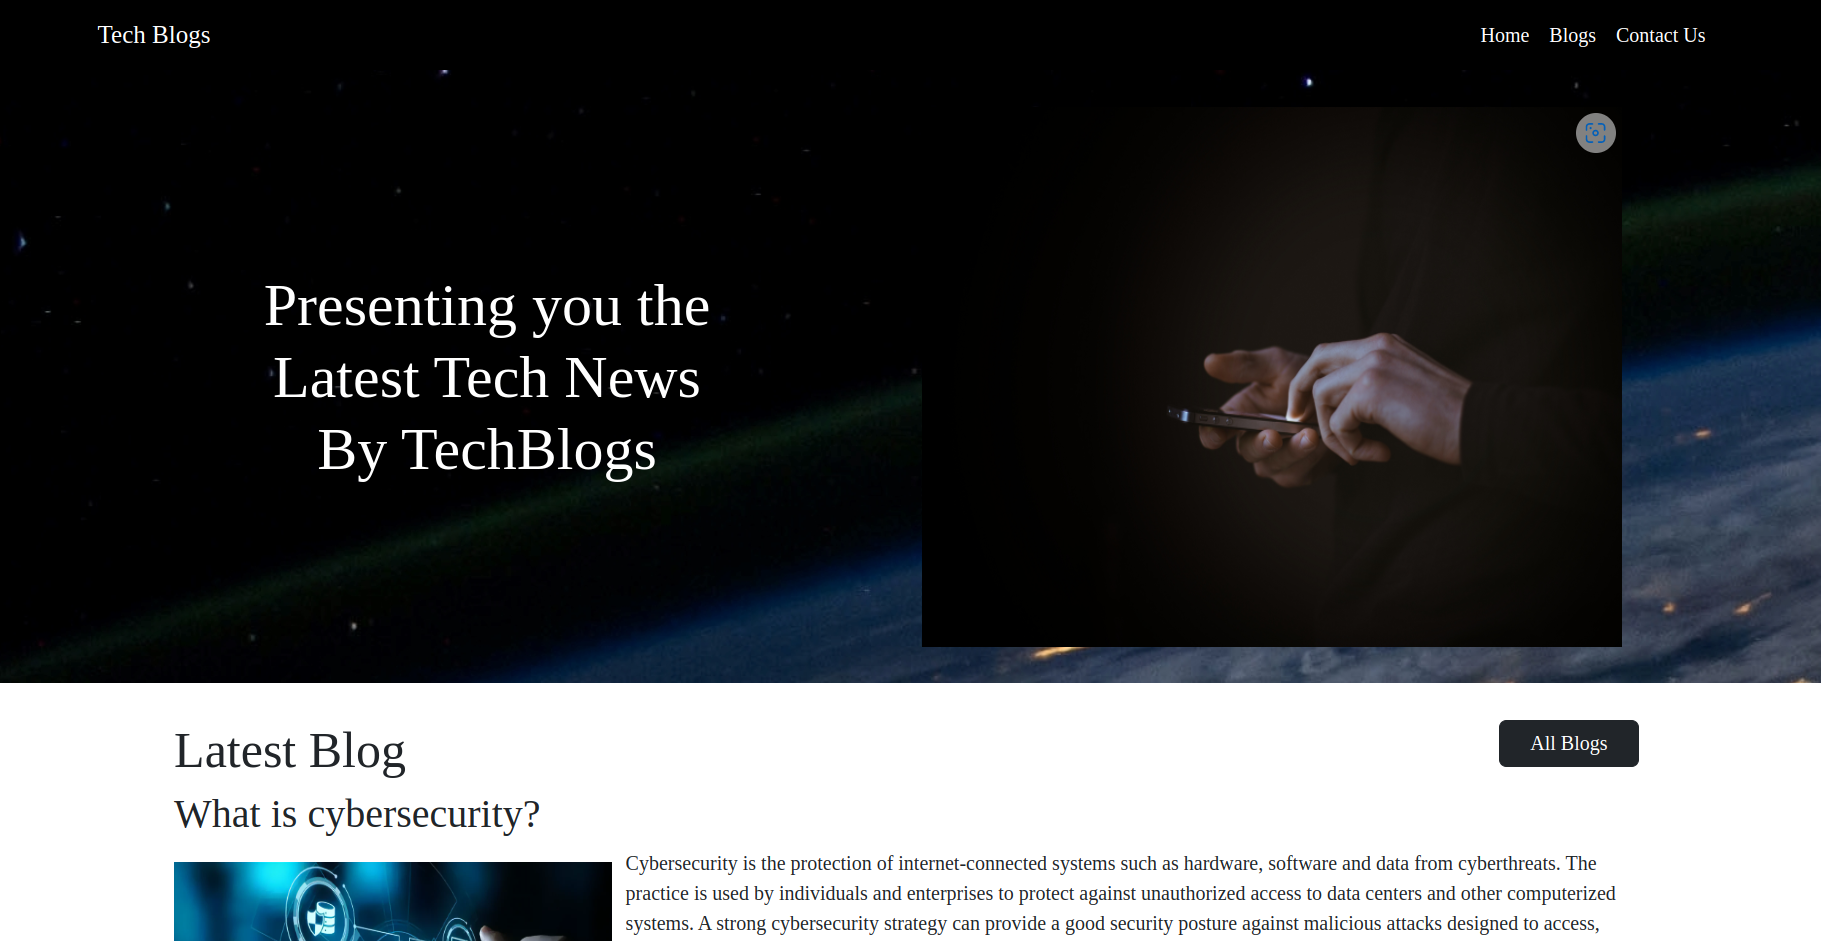 Tech Blogs
Home Blogs Contact Us
Presenting you the
Latest Tech News
By TechBlogs
Latest Blog
All Blogs
What is cybersecurity?
Cybersecurity is the protection of internet-connected systems such as hardware, software and data from cyberthreats. The
practice is used by individuals and enterprises to protect against unauthorized access to data centers and other computerized
systems. A strong cybersecurity strategy can provide a good security posture against malicious attacks designed to access,